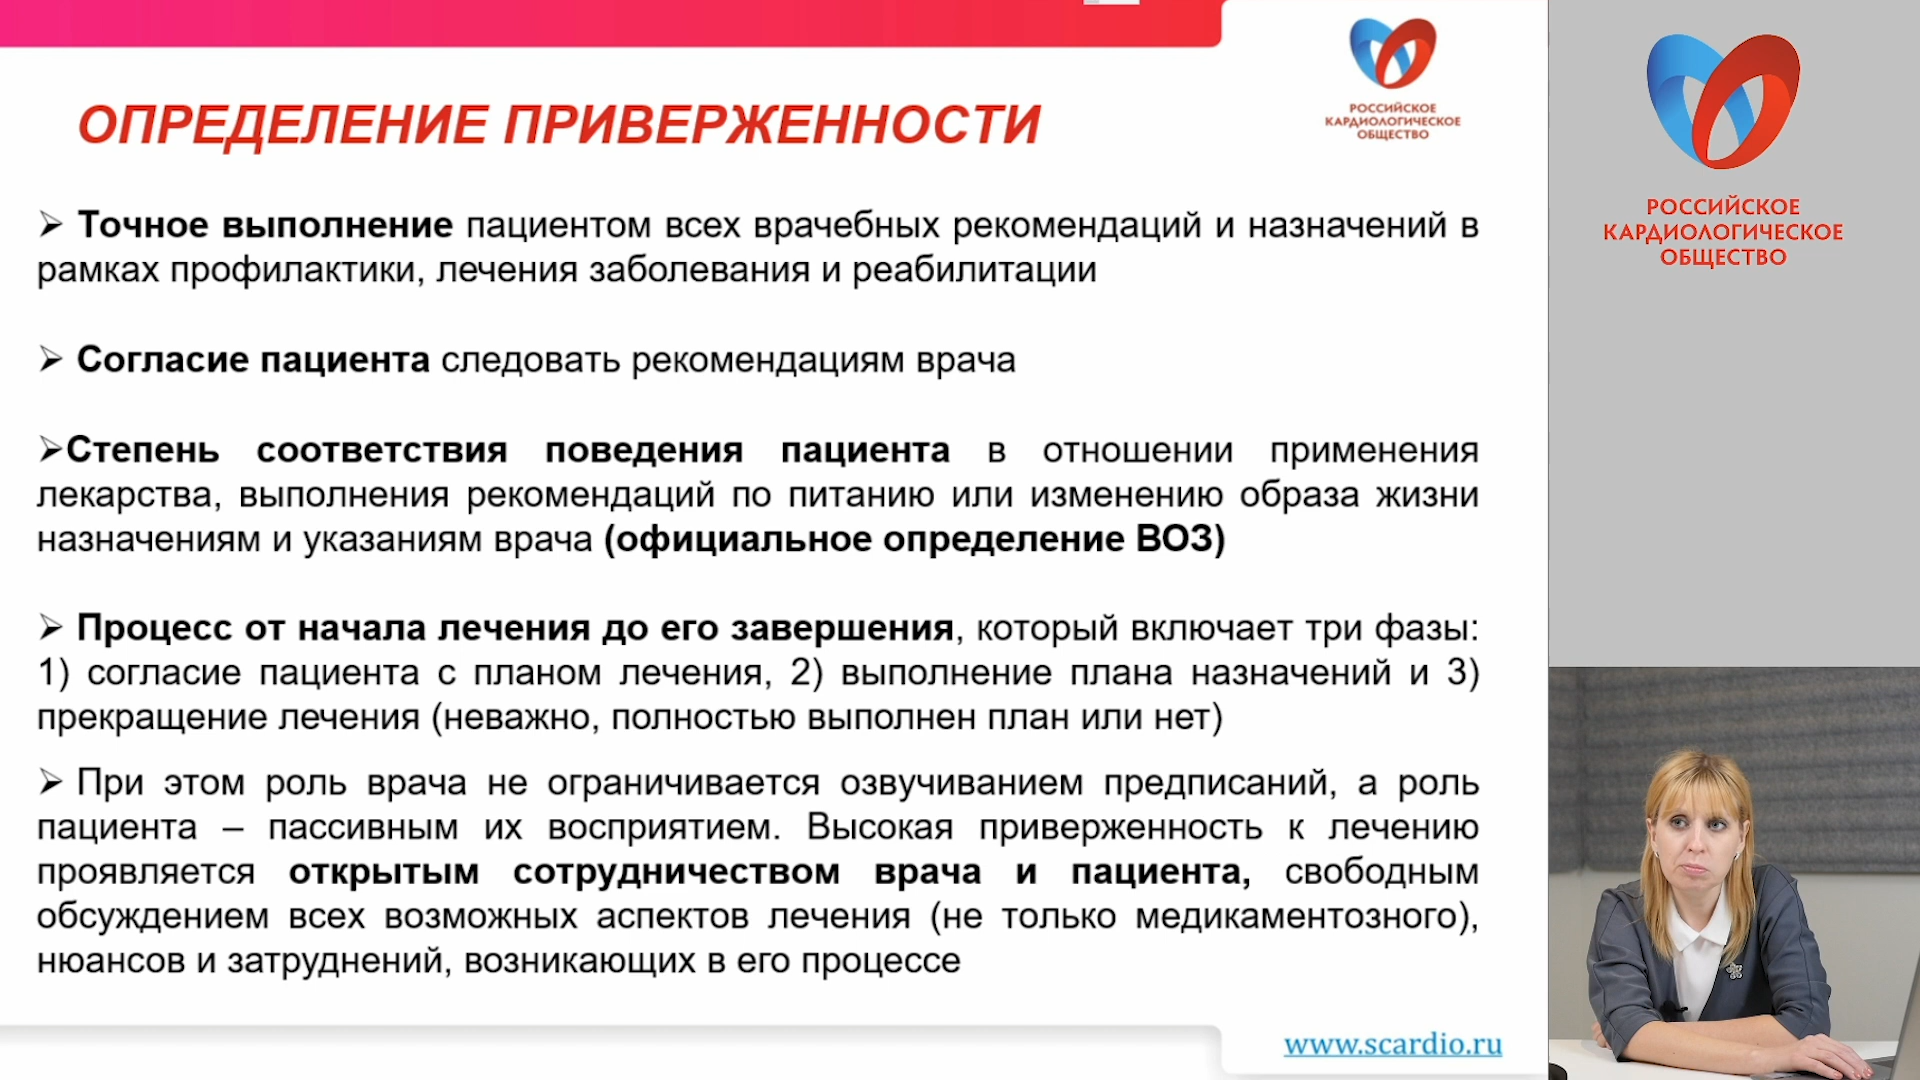 ОПРЕДЕЛЕНИЕ ПРИВЕРЖЕННОСТИ
РОССИЙСКОЕ
КАРДИОЛОГИЧЕСКОЕ
ОБЩЕСТВО
➢ Точное выполнение пациентом всех врачебных рекомендаций и назначений в
рамках профилактики, лечения заболевания и реабилитации
➢ Согласие пациента следовать рекомендациям врача
➢Степень соответствия поведения пациента в отношении применения
лекарства, выполнения рекомендаций по питанию или изменению образа жизни
назначениям и указаниям врача (официальное определение ВОЗ)
➢ Процесс от начала лечения до его завершения, который включает три фазы:
1) согласие пациента с планом лечения, 2) выполнение плана назначений и 3)
прекращение лечения (неважно, полностью выполнен план или нет)
➢ При этом роль врача не ограничивается озвучиванием предписаний, а роль
пациента – пассивным их восприятием. Высокая приверженность к лечению
проявляется открытым сотрудничеством врача и пациента, свободным
обсуждением всех возможных аспектов лечения (не только медикаментозного),
нюансов и затруднений, возникающих в его процессе
www.scardio.ru
РОССИЙСКОЕ
КАРДИОЛОГИЧЕСКОЕ
ОБЩЕСТВО